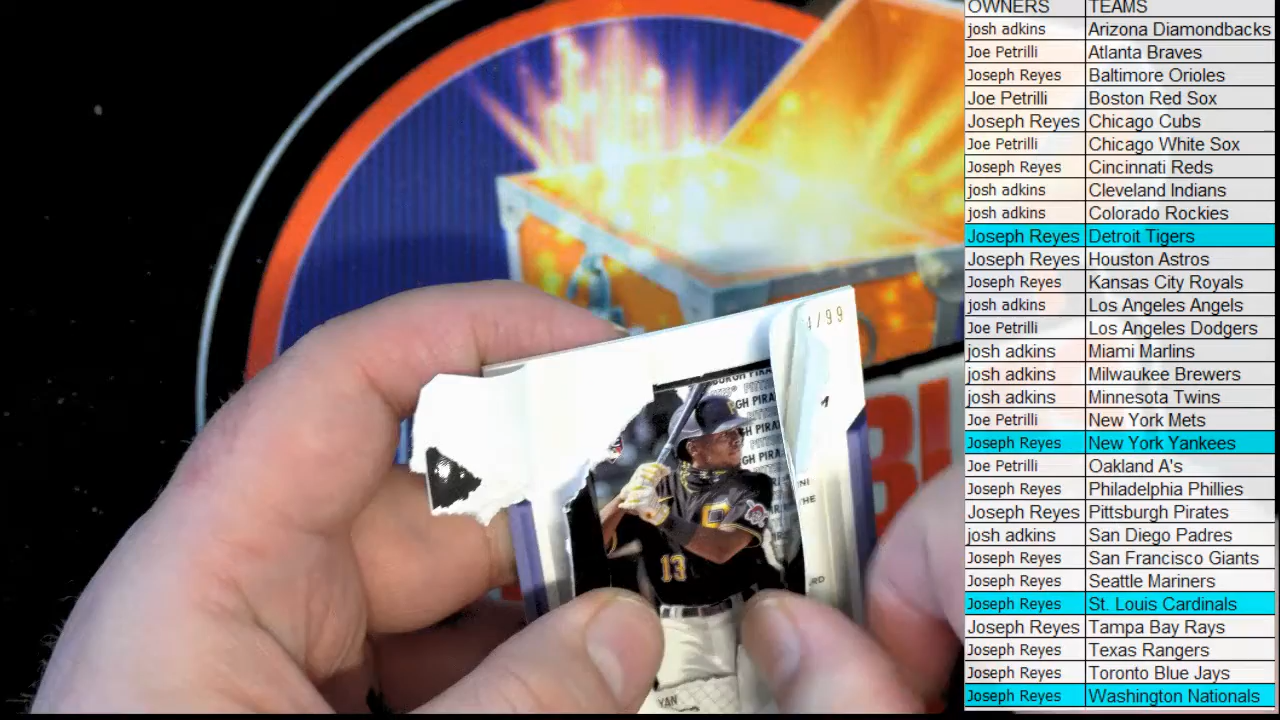 OWNERS TEAMS
josh adkins Arizona Diamondbacks
Joe Petrilli Atlanta Braves
Joseph Reyes Baltimore Orioles
Joe Petrilli Boston Red Sox
Joseph Reyes Chicago Cubs
Joe Petrilli Chicago White Sox
Joseph Reyes Cincinnati Reds
josh adkins Cleveland Indians
josh adkins Colorado Rockies
Joseph Reyes Detroit Tigers
Joseph Reyes Houston Astros
Joseph Reyes Kansas City Royals
josh adkins Los Angeles Angels
Joe Petrilli Los Angeles Dodgers
josh adkins Miami Marlins
josh adkins Milwaukee Brewers
josh adkins Minnesota Twins
Joe Petrilli New York Mets
Joseph Reyes New York Yankees
Joe Petrilli Oakland A's
Joseph Reyes Philadelphia Phillies
Joseph Reyes Pittsburgh Pirates
josh adkins San Diego Padres
Joseph Reyes San Francisco Giants
Joseph Reyes Seattle Mariners
Joseph Reyes St. Louis Cardinals
Joseph Reyes Tampa Bay Rays
Joseph Reyes Texas Rangers
Joseph Reyes Toronto Blue Jays
Joseph Reyes Washington Nationals
4/99
13